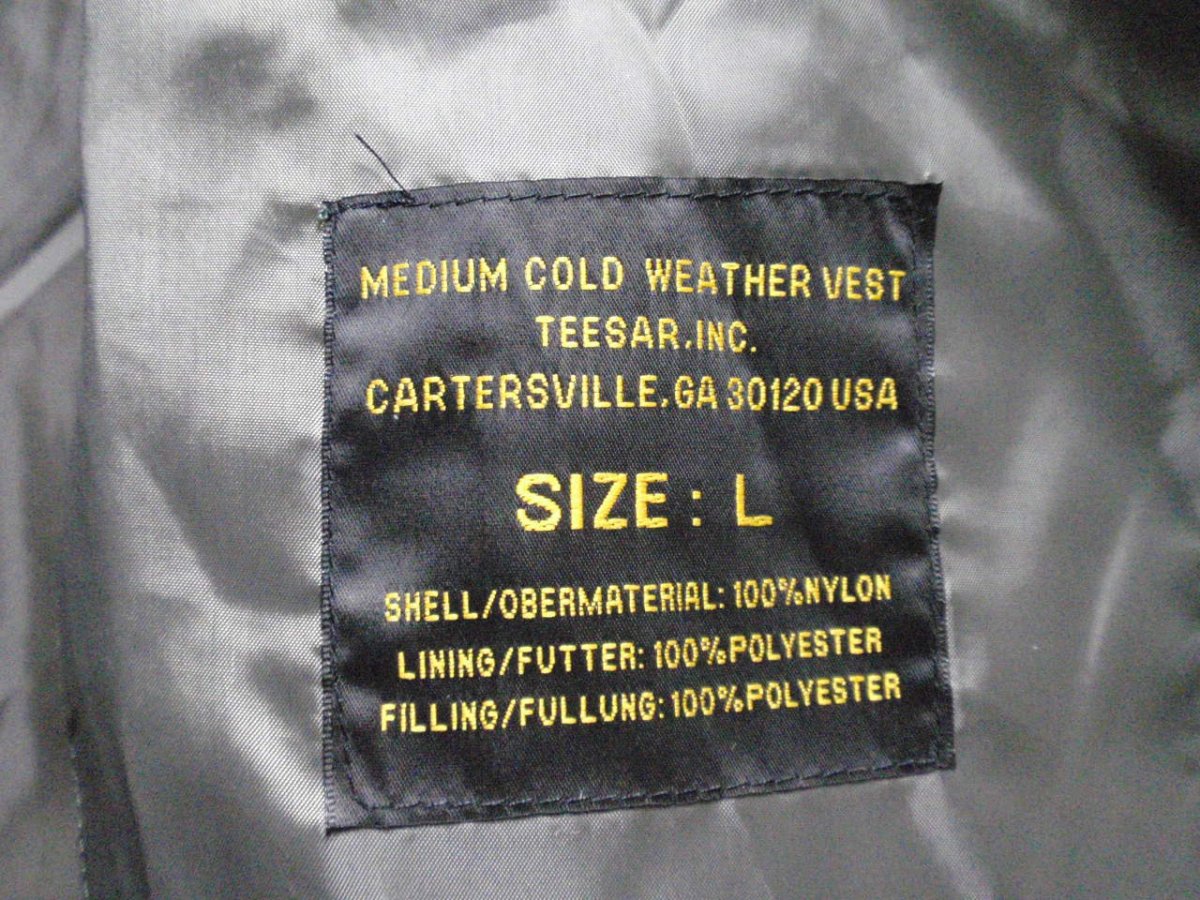 MEDIUM COLD WEATHER VEST
TEESAR,INC.
CARTERSVILLE,GA 30120 USA
SIZE: L
SHELL/OBERMATERIAL: 100%NYLON
LINING/FUTTER: 100%POLYESTER
FILLING/FULLUNG: 100%POLYESTER